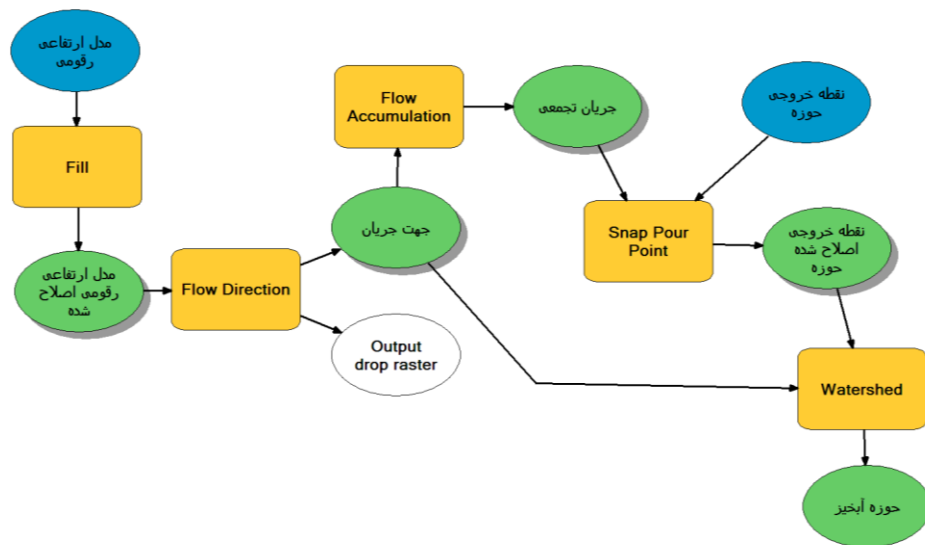 مدل ارتفاعی
رقومی
Fill
مدل ارتفاعی
رقومی اصلاح
شده
Flow Direction
جهت جریان
Output
drop raster
Flow
Accumulation
جریان تجمعی
نقطه خروجی
حوزه
Snap Pour
Point
نقطه خروجی
اصلاح شده
حوزه
Watershed
حوزه آبخیز